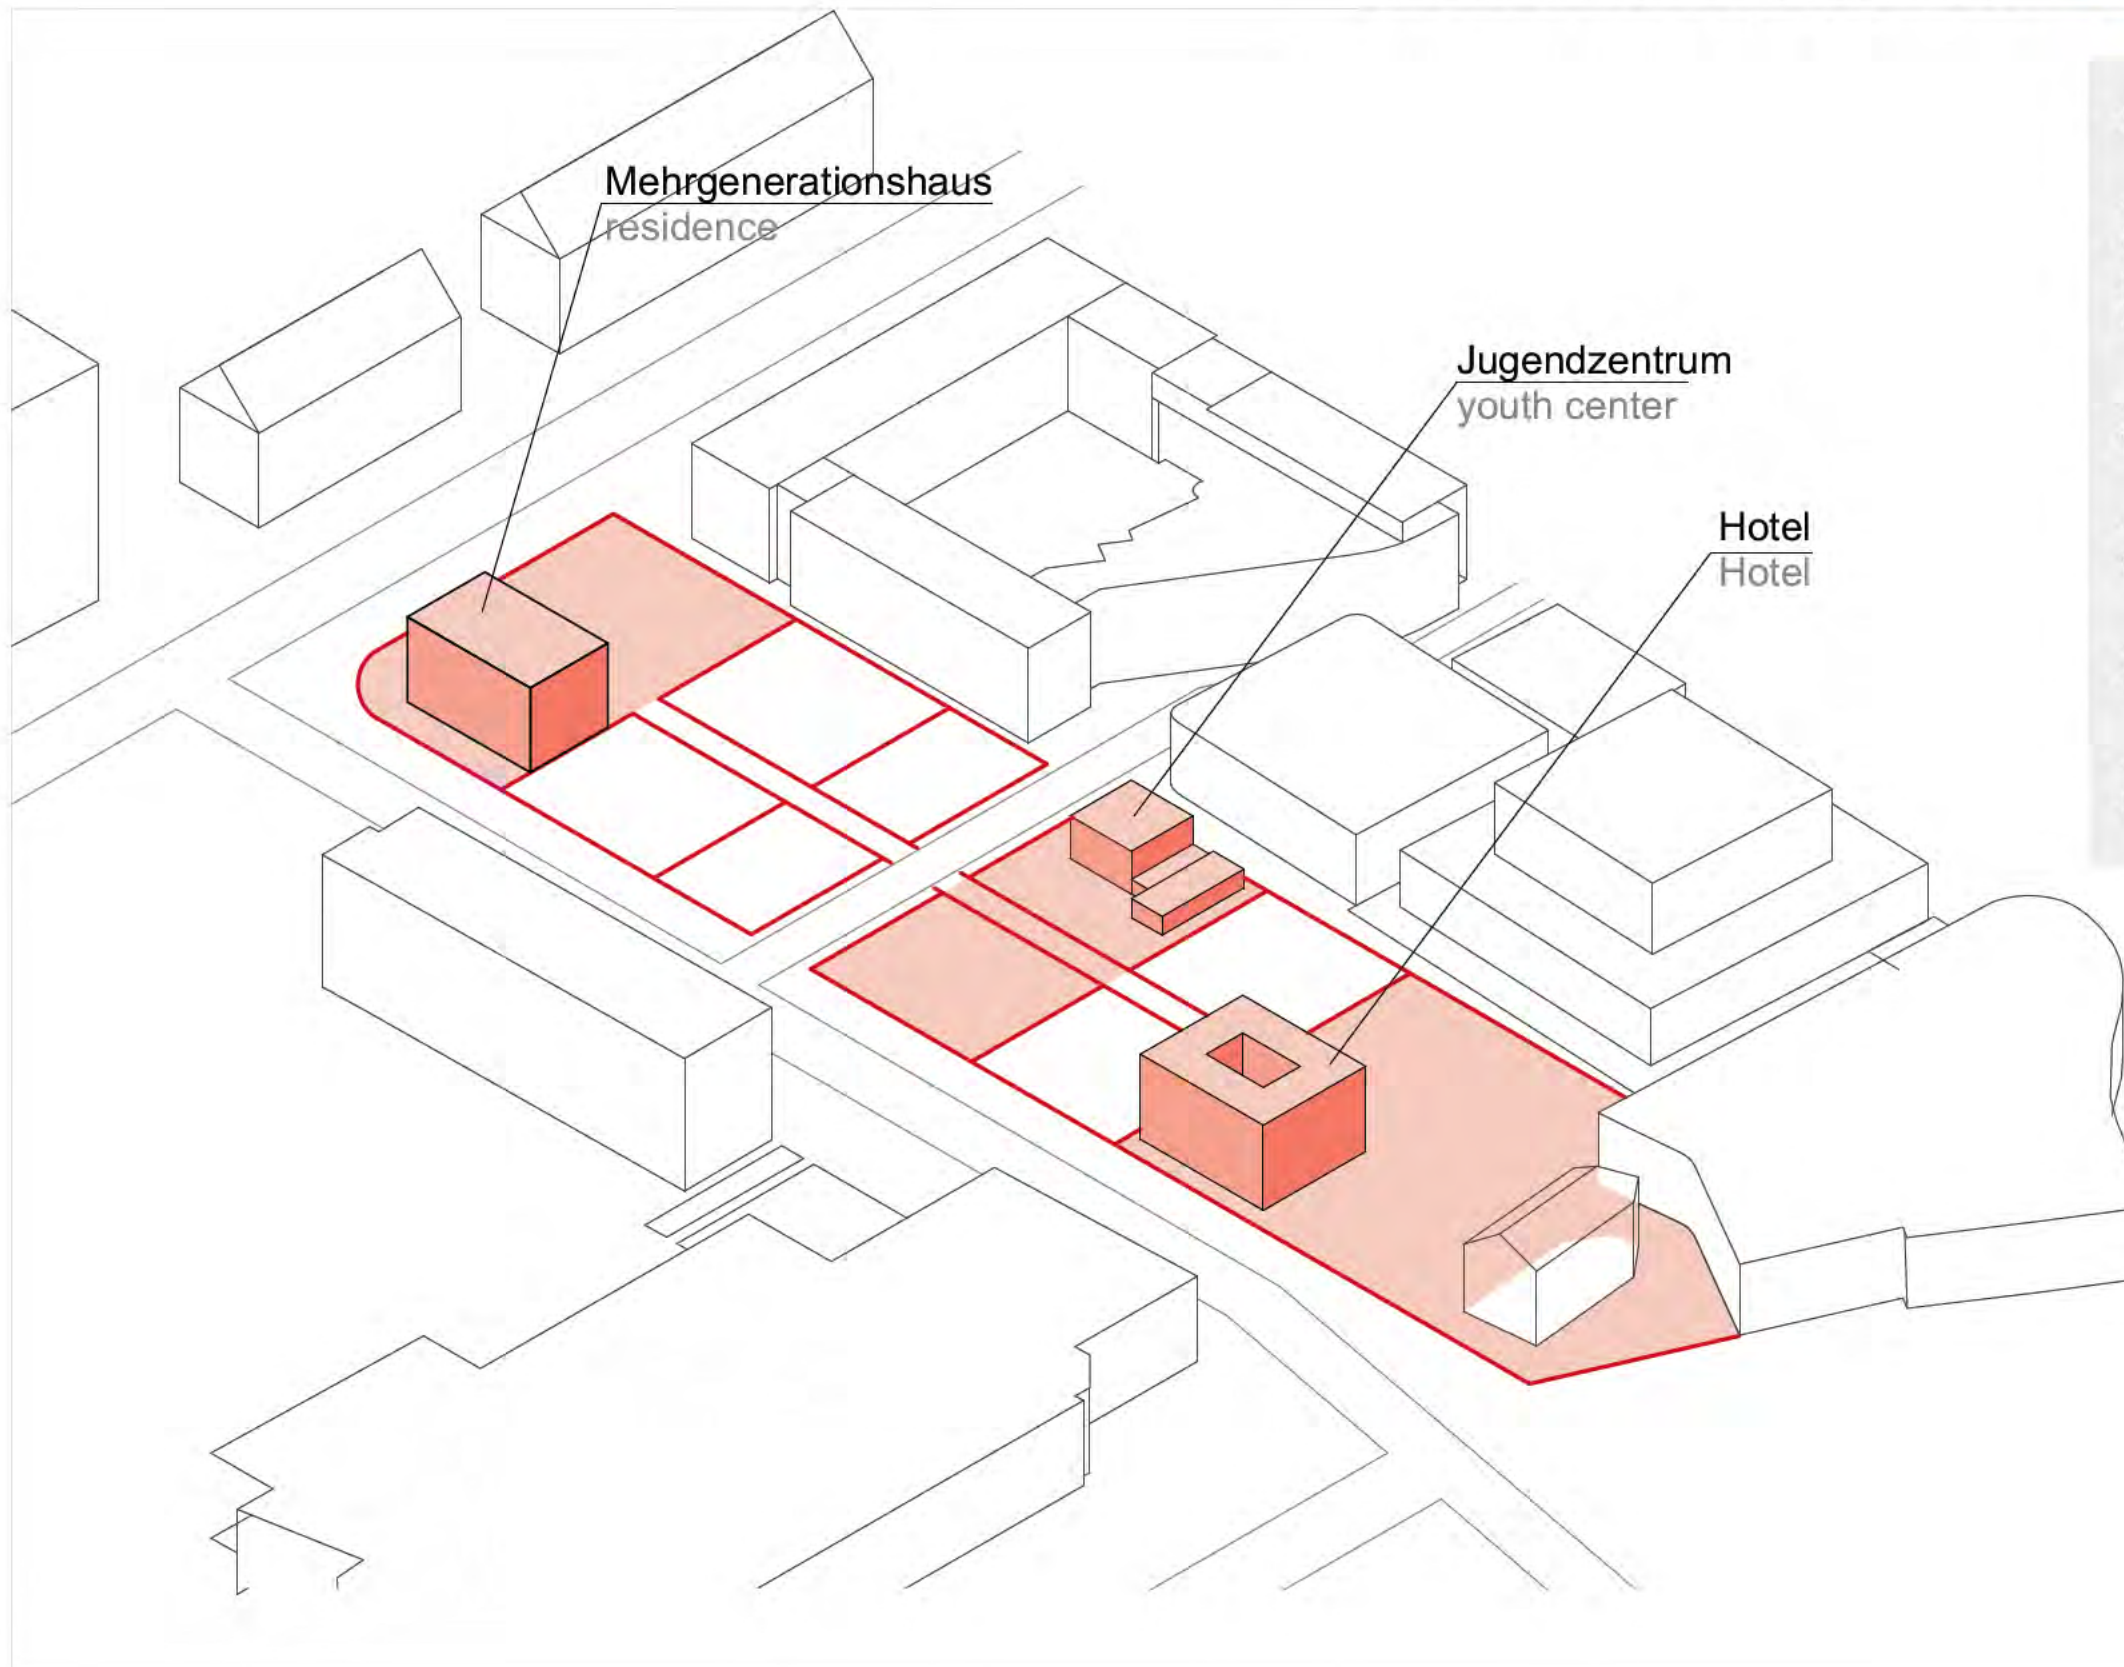 Mehrgenerationshaus
residence
Jugendzentrum
youth center
Hotel
Hotel